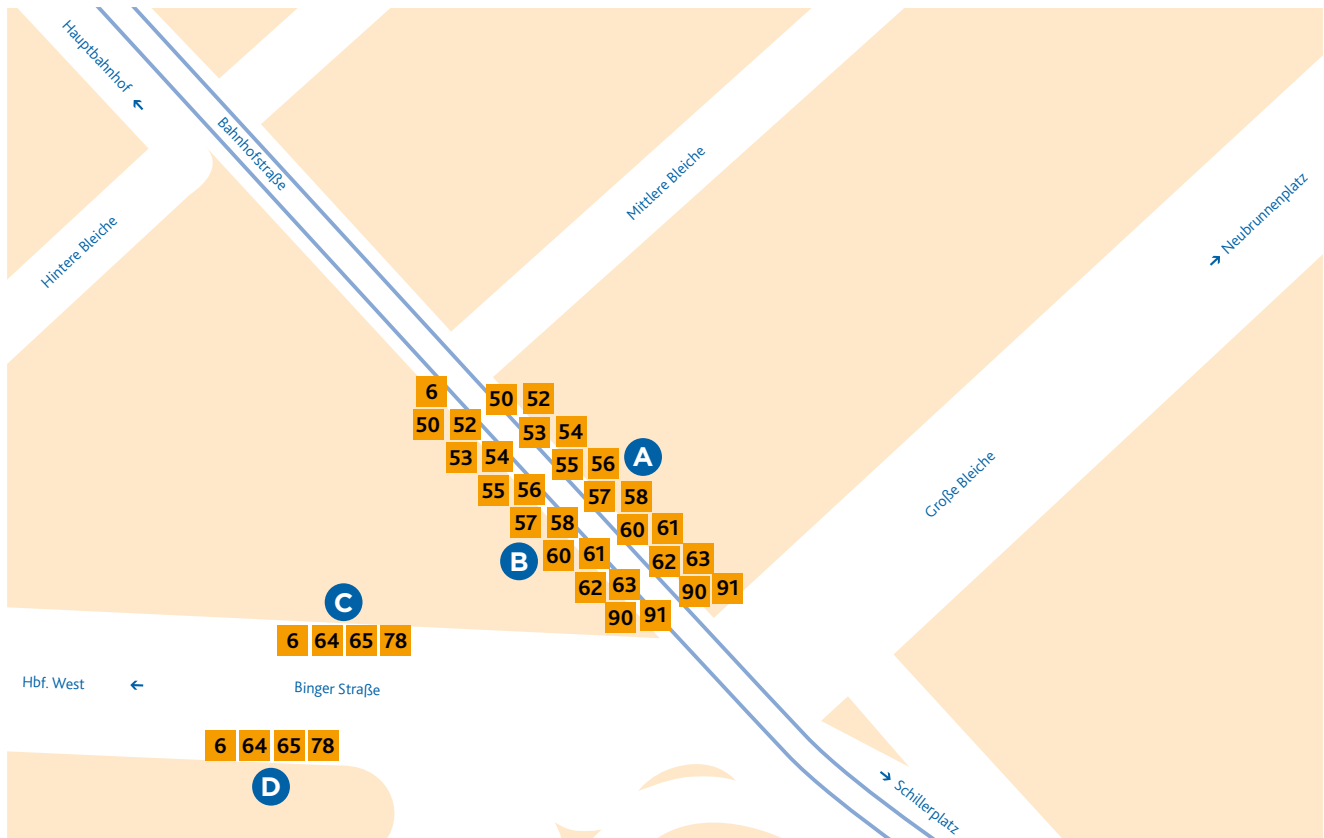 Hauptbahnhof
Bahnhofstraße
Hintere Bleiche
Mittlere Bleiche
Neubrunnenplatz
Große Bleiche
6
50 52
53 54
55 56
57 58
60 61
62 63
90 91
B
50 52
53 54
55 56
57 58
60 61
62 63
90 91
A
C
6 64 65 78
Hbf. West
Binger Straße
6 64 65 78
D
Schillerplatz